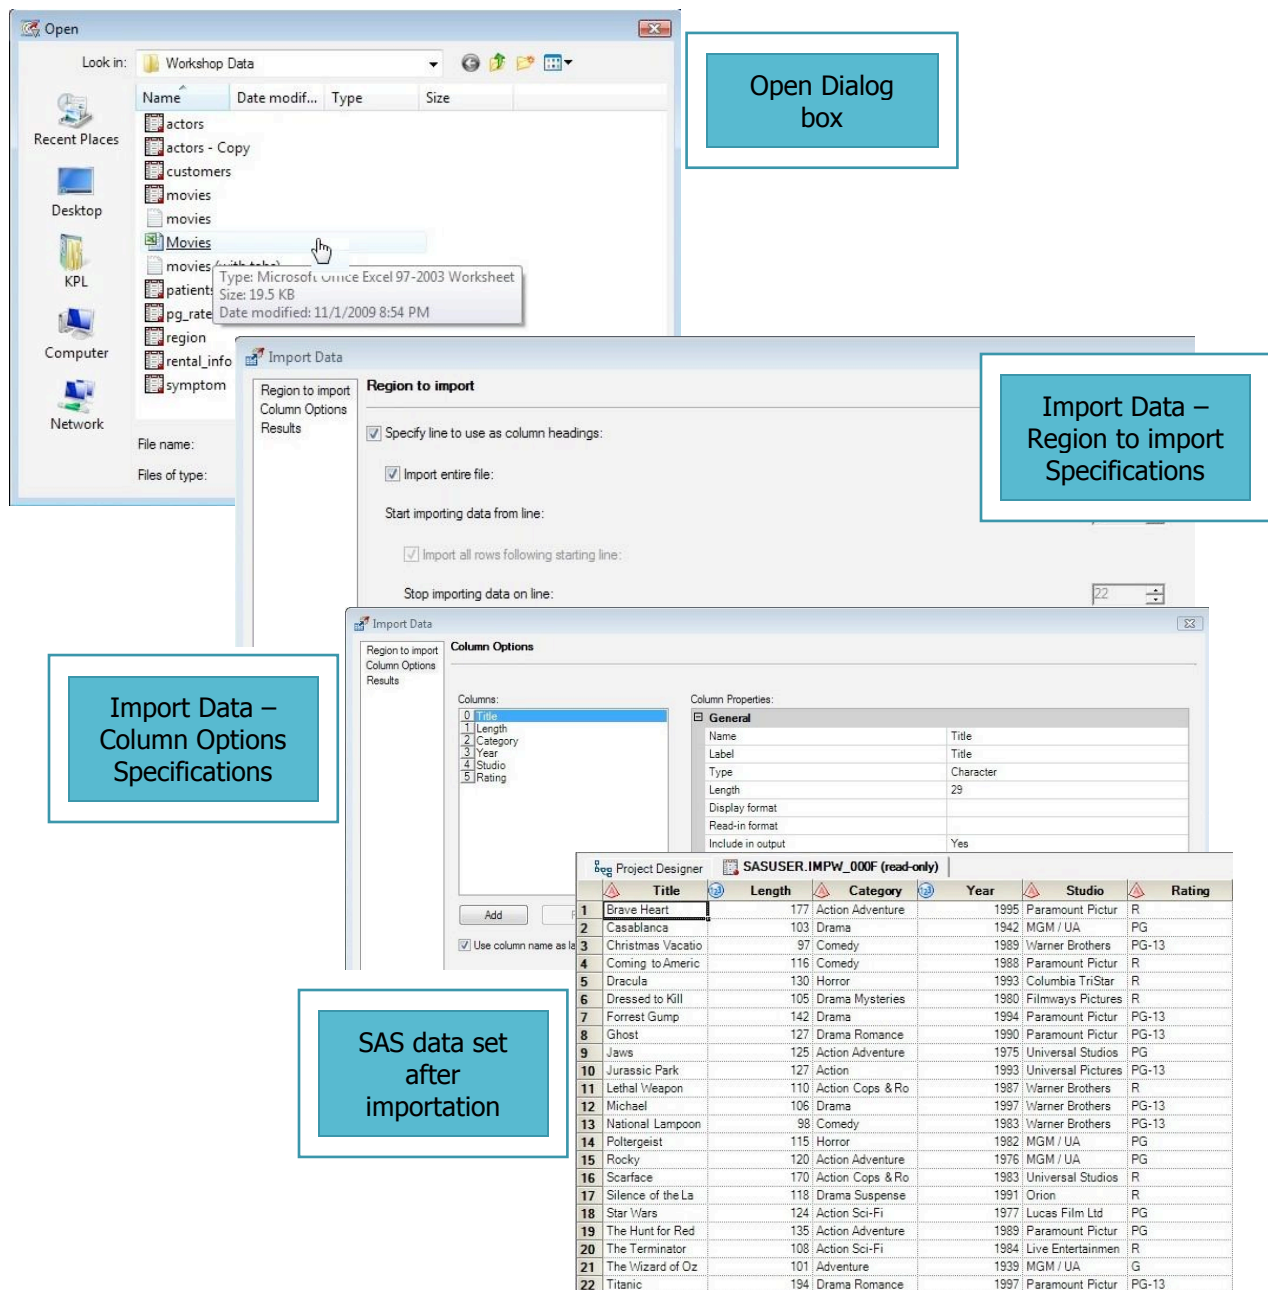 Open
Look in: Workshop Data
Name Date modif... Type Size
Recent Places
Desktop
KPL
Computer
Network
actors
actors - Copy
customers
movies
movies
Movies
movies (with tabs)
patients
pg_rate
region
rental_info
symptom
Type: Microsoft Office Excel 97-2003 Worksheet
Size: 19.5 KB
Date modified: 11/1/2009 8:54 PM
File name:
Files of type:
Open Dialog
box
Import Data
Region to import
Column Options
Results
Region to import
Specify line to use as column headings:
Import entire file:
Start importing data from line:
Import all rows following starting line:
Stop importing data on line: 22
Import Data –
Region to import
Specifications
Import Data
Region to import
Column Options
Results
Column Options
Columns:
0 Title
1 Length
2 Category
3 Year
4 Studio
5 Rating
Add
Use column name as la
Column Properties:
General
Name Title
Label Title
Type Character
Length 29
Display format
Read-in format
Include in output Yes
Import Data –
Column Options
Specifications
Project Designer SASUSER.IMPW_000F (read-only)
Title Length Category Year Studio Rating
1 Brave Heart 177 Action Adventure 1995 Paramount Pictur R
2 Casablanca 103 Drama 1942 MGM / UA PG
3 Christmas Vacatio 97 Comedy 1989 Warner Brothers PG-13
4 Coming to Americ 116 Comedy 1988 Paramount Pictur R
5 Dracula 130 Horror 1993 Columbia TriStar R
6 Dressed to Kill 105 Drama Mysteries 1980 Filmways Pictures R
7 Forrest Gump 142 Drama 1994 Paramount Pictur PG-13
8 Ghost 127 Drama Romance 1990 Paramount Pictur PG-13
9 Jaws 125 Action Adventure 1975 Universal Studios PG
10 Jurassic Park 127 Action 1993 Universal Pictures PG-13
11 Lethal Weapon 110 Action Cops & Ro 1987 Warner Brothers R
12 Michael 106 Drama 1997 Warner Brothers PG-13
13 National Lampoon 98 Comedy 1983 Warner Brothers PG-13
14 Poltergeist 115 Horror 1982 MGM / UA PG
15 Rocky 120 Action Adventure 1976 MGM / UA PG
16 Scarface 170 Action Cops & Ro 1983 Universal Studios R
17 Silence of the La 118 Drama Suspense 1991 Orion R
18 Star Wars 124 Action Sci-Fi 1977 Lucas Film Ltd PG
19 The Hunt for Red 135 Action Adventure 1989 Paramount Pictur PG
20 The Terminator 108 Action Sci-Fi 1984 Live Entertainmen R
21 The Wizard of Oz 101 Adventure 1939 MGM / UA G
22 Titanic 194 Drama Romance 1997 Paramount Pictur PG-13
SAS data set
after
importation